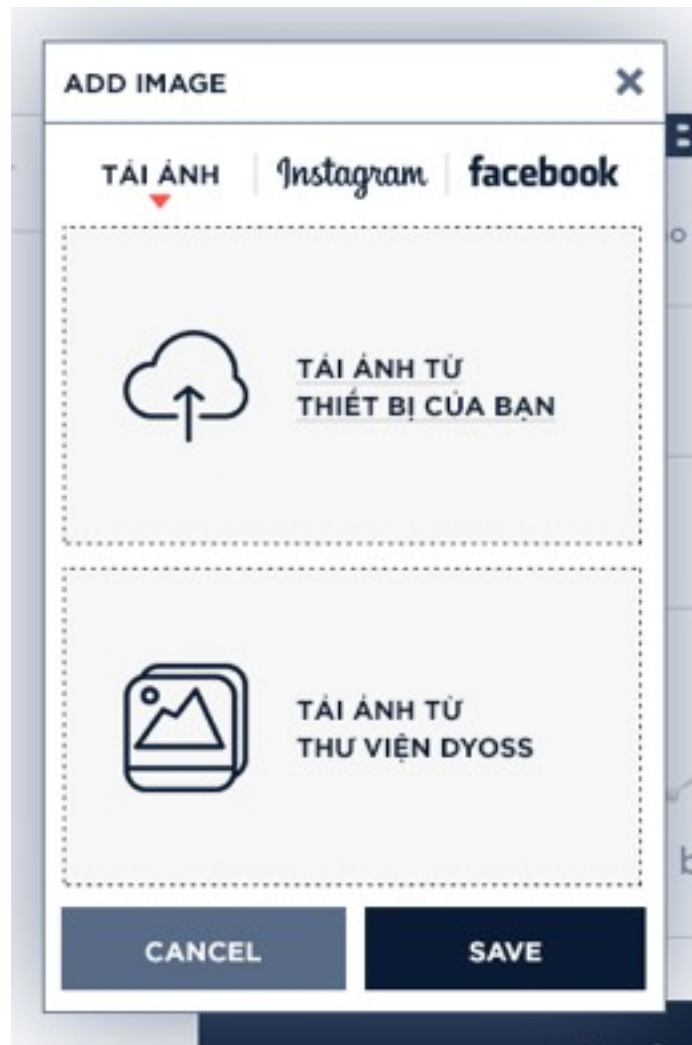 ADD IMAGE
TẢI ẢNH
Instagram
facebook
TẢI ẢNH TỪ
THIẾT BỊ CỦA BẠN
TẢI ẢNH TỪ
THƯ VIỆN DYOSS
CANCEL
SAVE